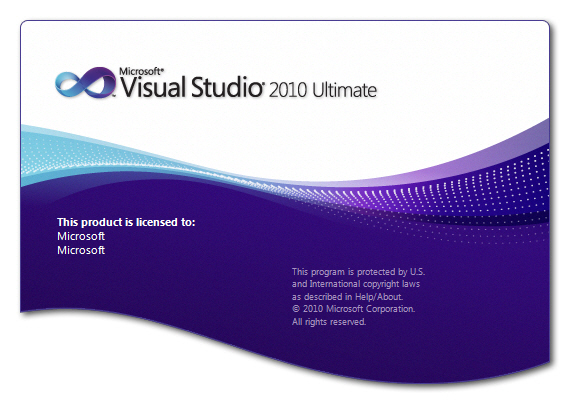 Microsoft®
Visual Studio® 2010 Ultimate
™
This product is licensed to:
Microsoft
Microsoft
This program is protected by U.S.
and International copyright laws
as described in Help/About.
© 2010 Microsoft Corporation.
All rights reserved.